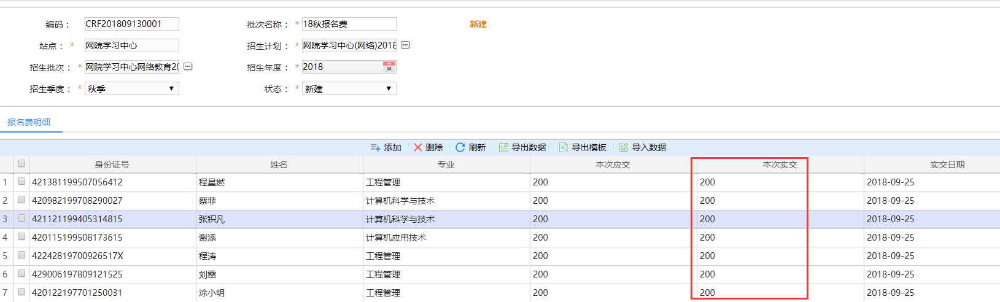 编码： CRF201809130001 批次名称： * 18秋报名费 新建
站点： * 网院学习中心 招生计划： * 网院学习中心(网络)2018
招生批次： * 网院学习中心网络教育20 招生年度： * 2018
招生季度： * 秋季 状态： * 新建
报名费明细
添加 删除 刷新 导出数据 导出模板 导入数据
身份证号 姓名 专业 本次应交 本次实交 实交日期
1 421381199507056412 程星燃 工程管理 200 200 2018-09-25
2 420982199708290027 蔡菲 计算机科学与技术 200 200 2018-09-25
3 421121199405314815 张积凡 计算机科学与技术 200 200 2018-09-25
4 420115199508173615 谢添 计算机应用技术 200 200 2018-09-25
5 42242819700926517X 程涛 工程管理 200 200 2018-09-25
6 429006197809121525 刘霞 工程管理 200 200 2018-09-25
7 420122197701250031 涂小明 工程管理 200 200 2018-09-25